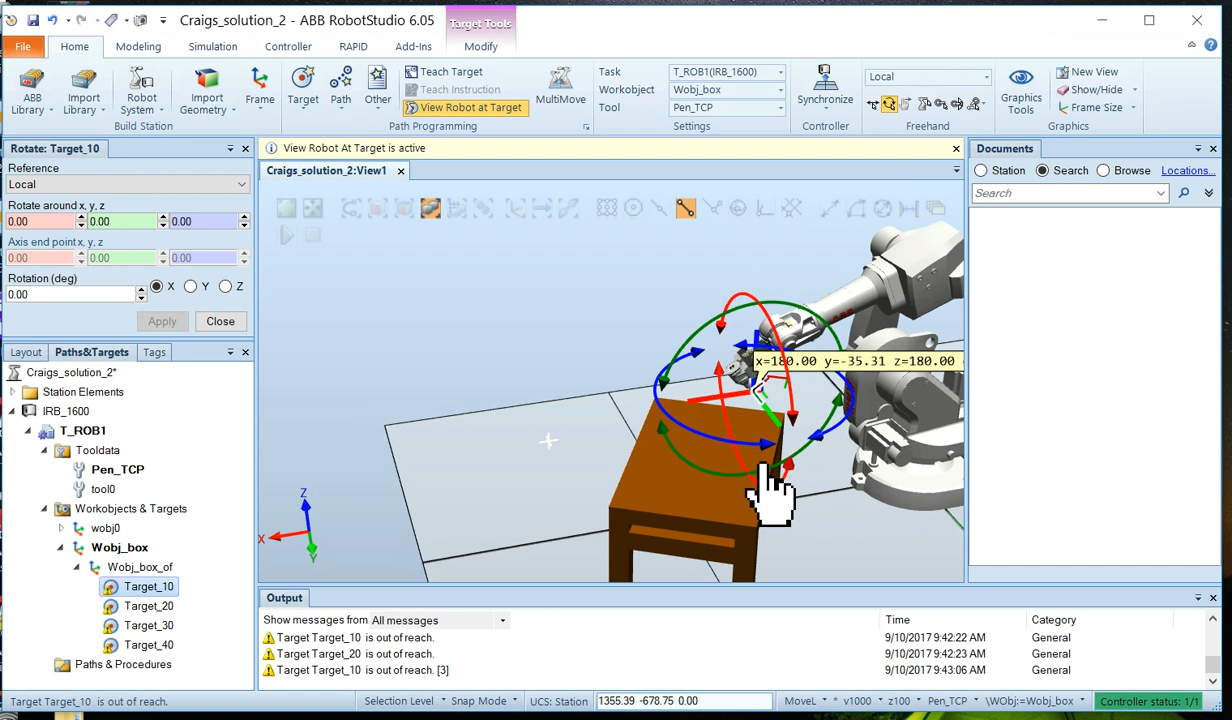 Craigs_solution_2 - ABB RobotStudio 6.05
Target Tools
File
Home
Modeling
Simulation
Controller
RAPID
Add-Ins
Modify
ABB Library
Import Library
Robot System
Import Geometry
Frame
Target
Path
Other
Teach Target
Teach Instruction
View Robot at Target
MultiMove
Task
T_ROB1(IRB_1600)
Workobject
Wobj_box
Tool
Pen_TCP
Synchronize
Local
Graphics Tools
New View
Show/Hide
Frame Size
Build Station
Path Programming
Settings
Controller
Freehand
Graphics
Rotate: Target_10
Reference
Local
Rotate around x, y, z
0.00 0.00 0.00
Axis end point x, y, z
0.00 0.00 0.00
Rotation (deg)
0.00
X Y Z
Apply
Close
Layout
Paths&Targets
Tags
Craigs_solution_2*
Station Elements
IRB_1600
T_ROB1
Tooldata
Pen_TCP
tool0
Workobjects & Targets
wobj0
Wobj_box
Wobj_box_of
Target_10
Target_20
Target_30
Target_40
Paths & Procedures
View Robot At Target is active
Craigs_solution_2:View1
x=180.00 y=-35.31 z=180.00
Z
X
Y
Documents
Station
Search
Browse
Locations...
Search
Output
Show messages from All messages
Time
Category
Target Target_10 is out of reach. 9/10/2017 9:42:22 AM General
Target Target_20 is out of reach. 9/10/2017 9:42:23 AM General
Target Target_10 is out of reach. [3] 9/10/2017 9:43:06 AM General
Target Target_10 is out of reach.
Selection Level
Snap Mode
UCS: Station
1355.39 -678.75 0.00
MoveL * v1000 z100 Pen_TCP \WObj:=Wobj_box
Controller status: 1/1